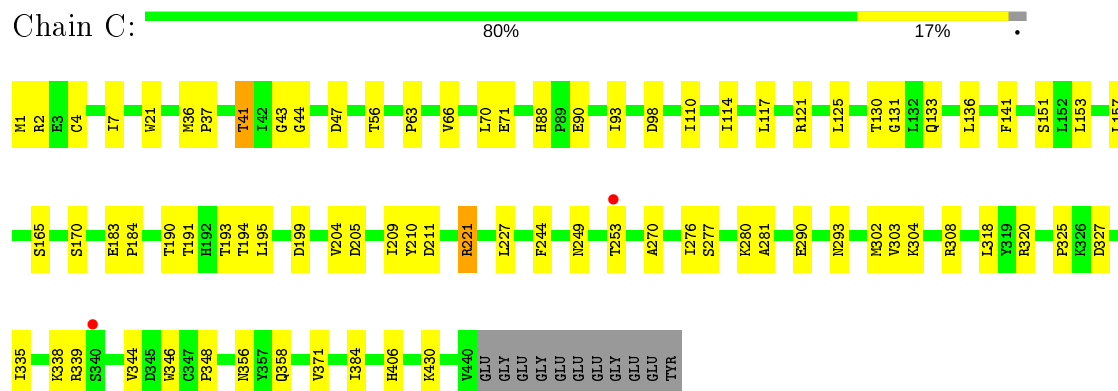 Chain C:
80% 17% •
M1 R2 E3 C4 I7 W21 M36 P37 T41 I42 G43 G44 D47 T56 P63 V66 L70 E71 H88 P89 E90 I93 D98 I110 I114 L117 R121 L125 T130 G131 L132 Q133 L136 F141 S151 L152 L153 L157
S165 S170 E183 P184 T190 T191 H192 T193 T194 L195 D199 V204 D205 I209 Y210 D211 R221 L227 F244 N249 T253 A270 I276 S277 K280 A281 E290 N293 M302 V303 K304 R308 L318 Y319 R320 P325 K326 D327
I335 K338 R339 S340 V344 D345 W346 C347 P348 N356 Y357 Q358 V371 I384 H406 K430 V440 GLU GLY GLU GLY GLU GLU GLU GLY GLU GLU TYR